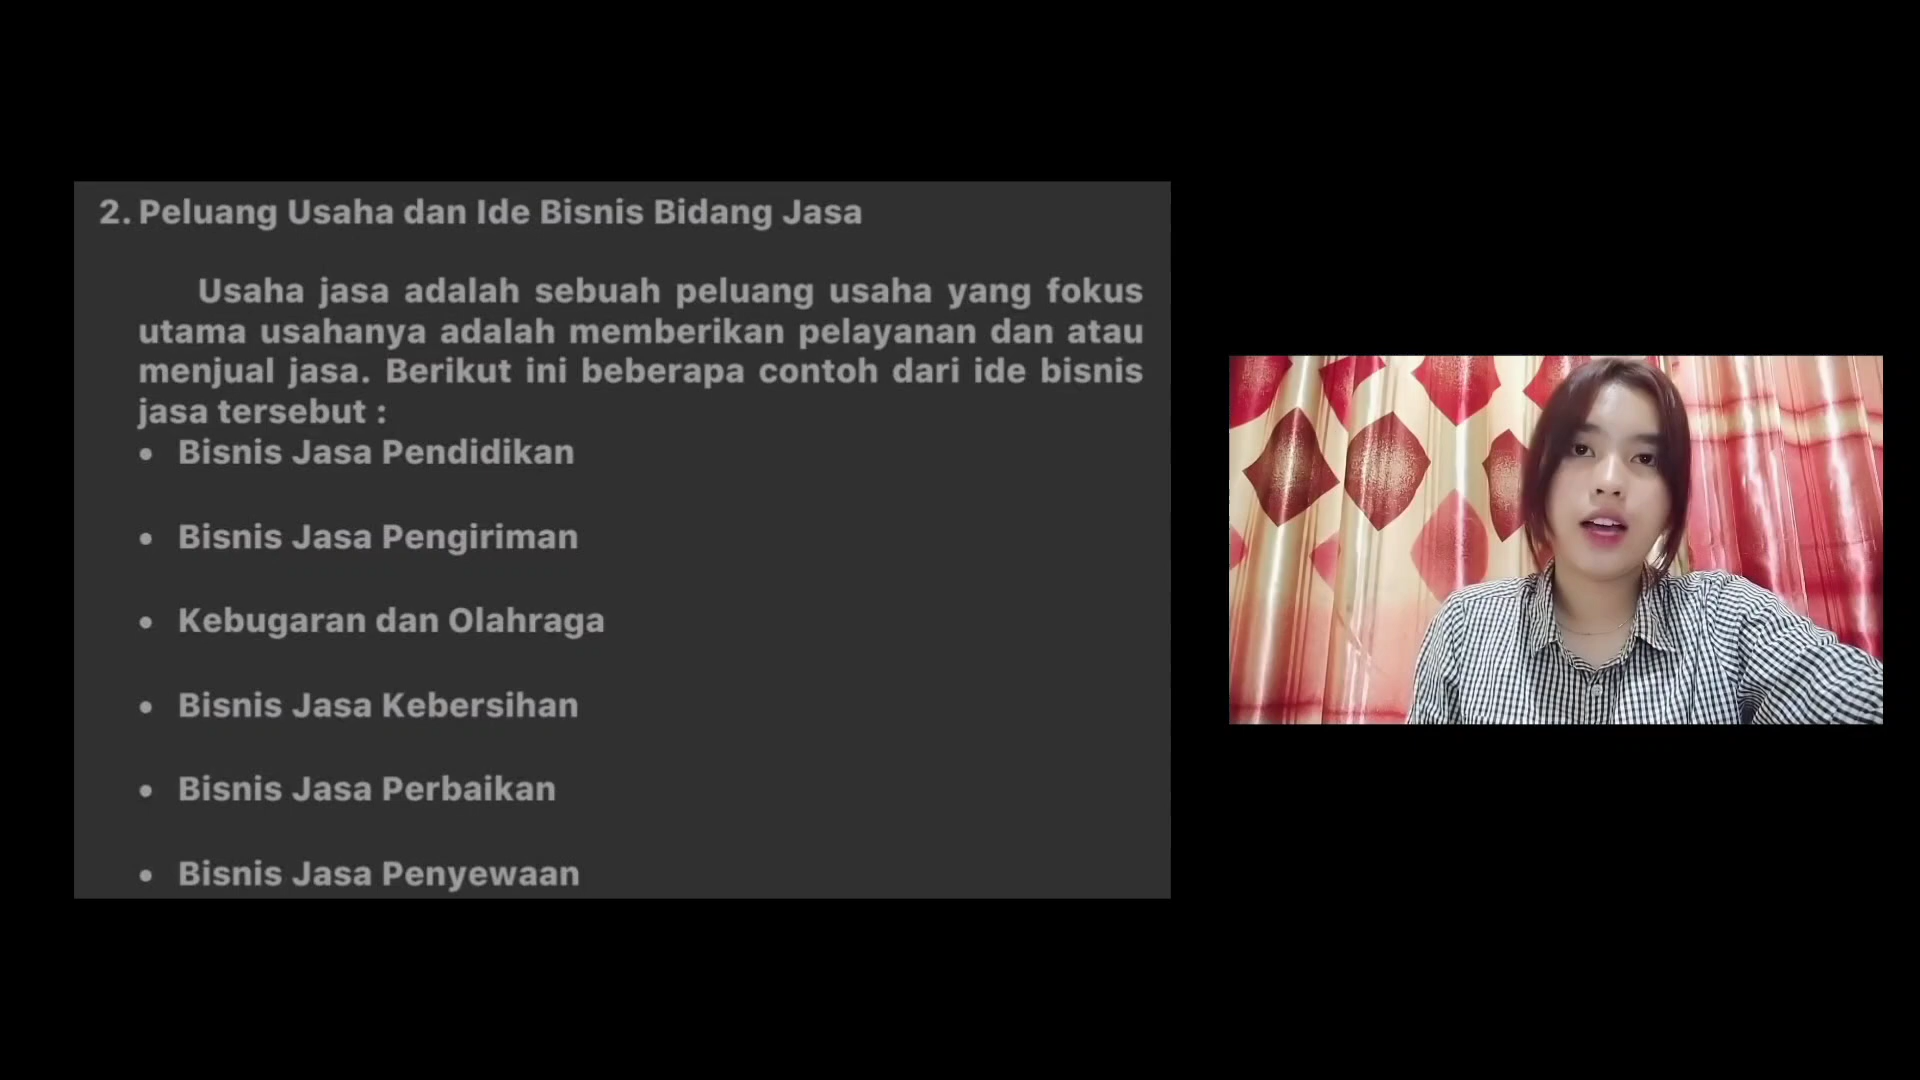 2. Peluang Usaha dan Ide Bisnis Bidang Jasa
Usaha jasa adalah sebuah peluang usaha yang fokus
utama usahanya adalah memberikan pelayanan dan atau
menjual jasa. Berikut ini beberapa contoh dari ide bisnis
jasa tersebut :
• Bisnis Jasa Pendidikan
• Bisnis Jasa Pengiriman
• Kebugaran dan Olahraga
• Bisnis Jasa Kebersihan
• Bisnis Jasa Perbaikan
• Bisnis Jasa Penyewaan